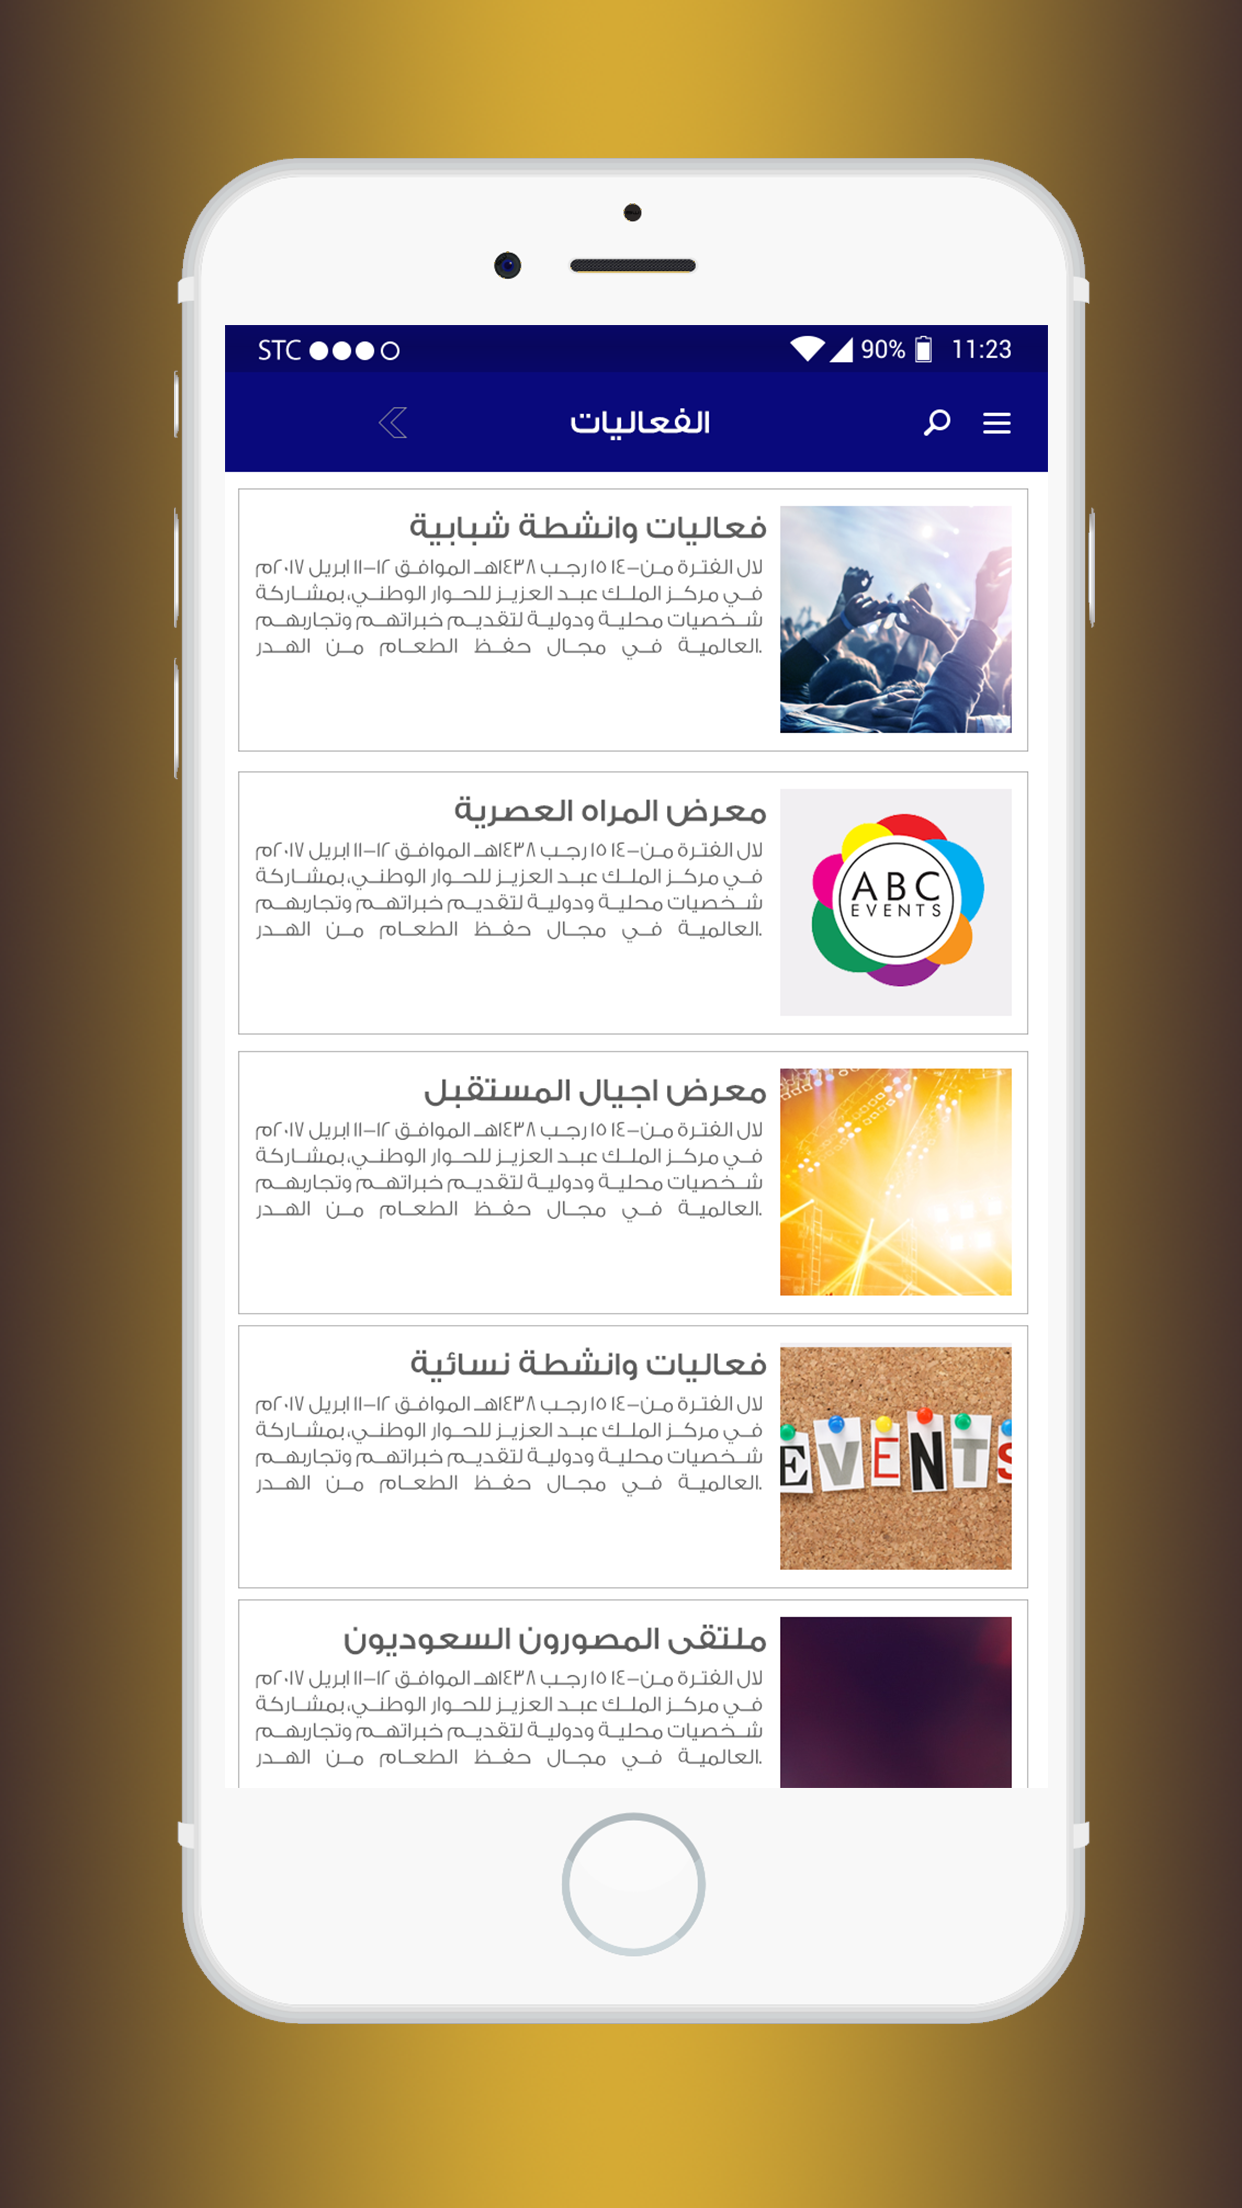 STC 90% 11:23
الفعاليات
فعاليات وانشطة شبابية
لال الفترة من-١٤ ١٥ رجب ١٤٣٨هـ الموافق ١٢-١١ ابريل ٢٠١٧م
في مركز الملك عبد العزيز للحوار الوطني، بمشاركة
شخصيات محلية ودولية لتقديم خبراتهم وتجاربهم
العالمية في مجال حفظ الطعام من الهدر.
معرض المراه العصرية
لال الفترة من-١٤ ١٥ رجب ١٤٣٨هـ الموافق ١٢-١١ ابريل ٢٠١٧م
في مركز الملك عبد العزيز للحوار الوطني، بمشاركة
شخصيات محلية ودولية لتقديم خبراتهم وتجاربهم
العالمية في مجال حفظ الطعام من الهدر.
ABC
EVENTS
معرض اجيال المستقبل
لال الفترة من-١٤ ١٥ رجب ١٤٣٨هـ الموافق ١٢-١١ ابريل ٢٠١٧م
في مركز الملك عبد العزيز للحوار الوطني، بمشاركة
شخصيات محلية ودولية لتقديم خبراتهم وتجاربهم
العالمية في مجال حفظ الطعام من الهدر.
فعاليات وانشطة نسائية
لال الفترة من-١٤ ١٥ رجب ١٤٣٨هـ الموافق ١٢-١١ ابريل ٢٠١٧م
في مركز الملك عبد العزيز للحوار الوطني، بمشاركة
شخصيات محلية ودولية لتقديم خبراتهم وتجاربهم
العالمية في مجال حفظ الطعام من الهدر.
EVENTS
ملتقى المصورون السعوديون
لال الفترة من-١٤ ١٥ رجب ١٤٣٨هـ الموافق ١٢-١١ ابريل ٢٠١٧م
في مركز الملك عبد العزيز للحوار الوطني، بمشاركة
شخصيات محلية ودولية لتقديم خبراتهم وتجاربهم
العالمية في مجال حفظ الطعام من الهدر.